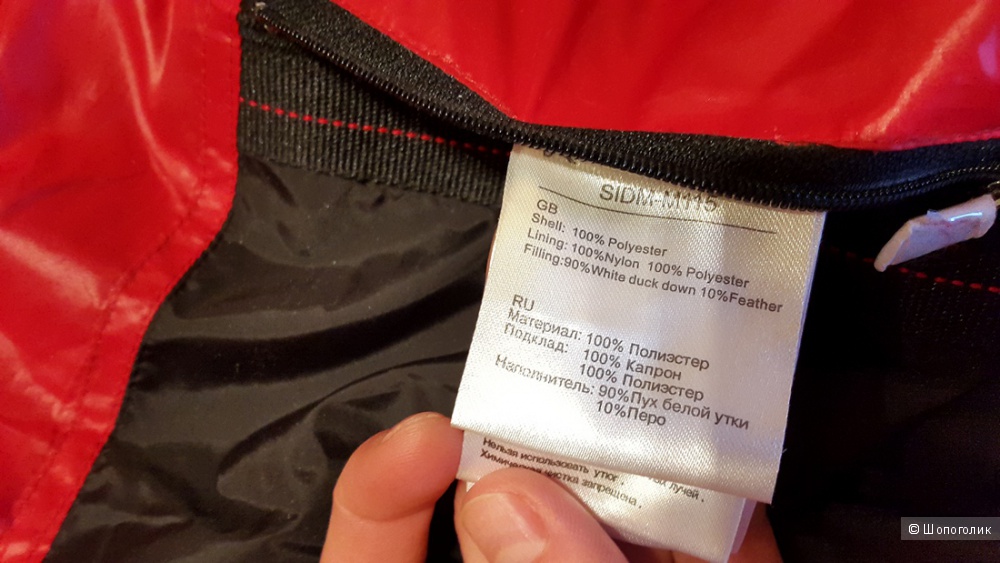 SIDM-M115
GB
Shell: 100% Polyester
Lining: 100%Nylon 100% Polyester
Filling:90%White duck down 10%Feather
RU
Материал: 100% Полиэстер
Подклад: 100% Капрон
100% Полиэстер
Наполнитель: 90%Пух белой утки
10%Перо
Нельзя использовать утюг .
лучей .
Химическая чистка запрещена .
© Шопоголик